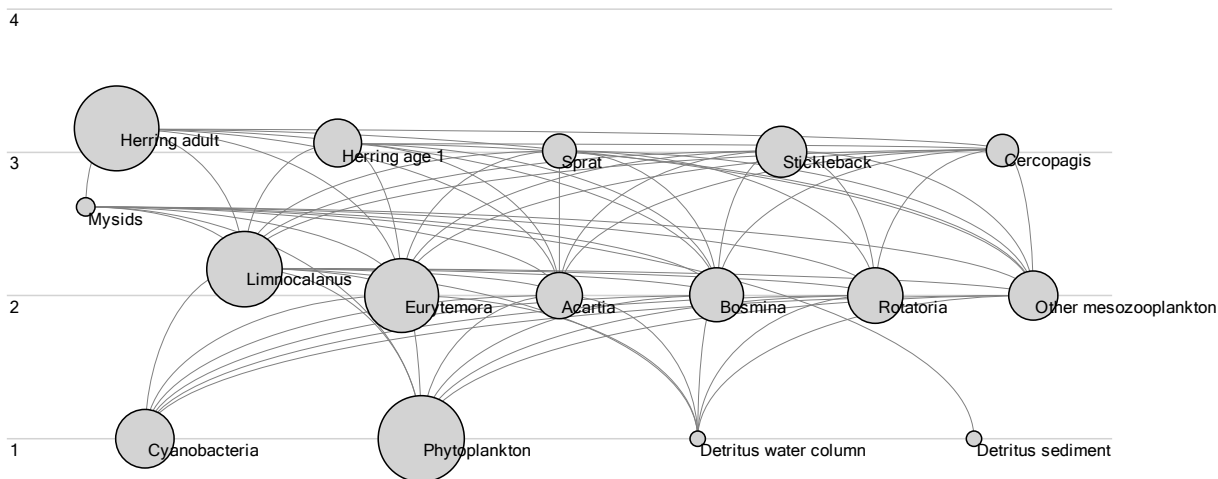 4
Herring adult
Herring age 1
Sprat
Stickleback
Cercopagis
3
Mysids
Limnocalanus
Eurytemora
Acartia
Bosmina
Rotatoria
Other mesozooplankton
2
Cyanobacteria
Phytoplankton
Detritus water column
Detritus sediment
1